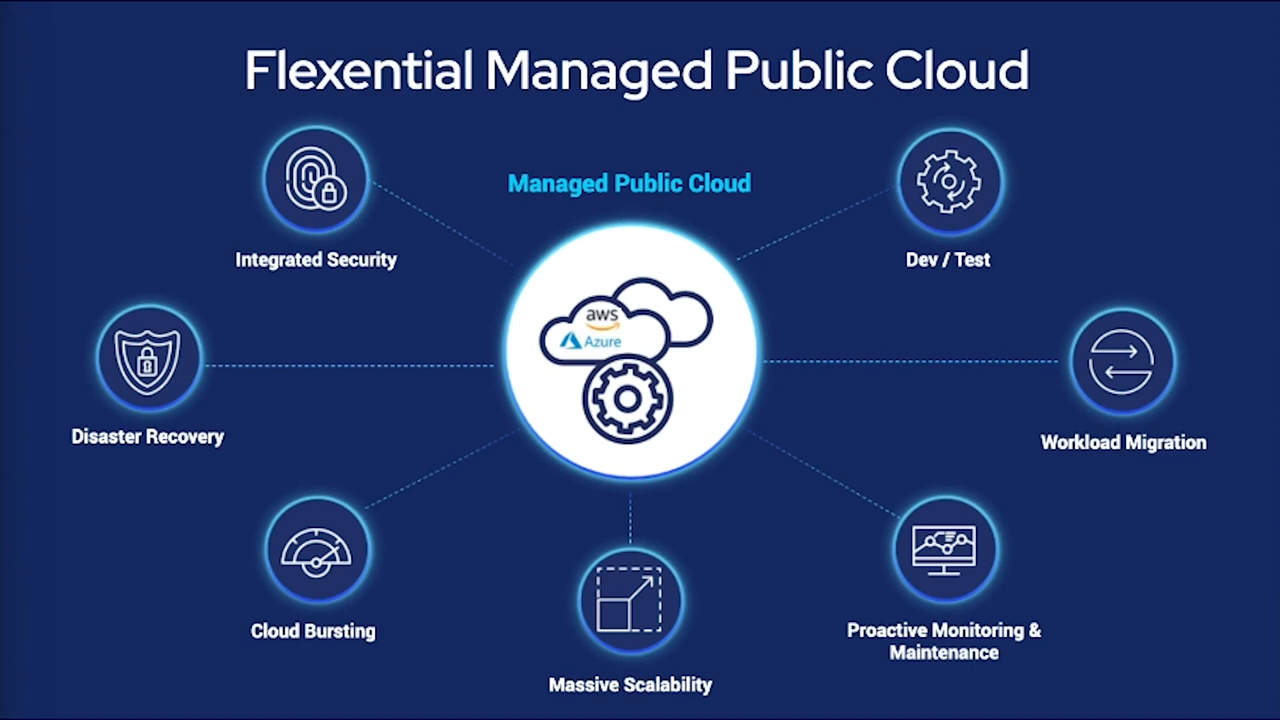 Flexential Managed Public Cloud
Managed Public Cloud
Integrated Security
Dev / Test
aws
Azure
Disaster Recovery
Workload Migration
Cloud Bursting
Proactive Monitoring &
Maintenance
Massive Scalability